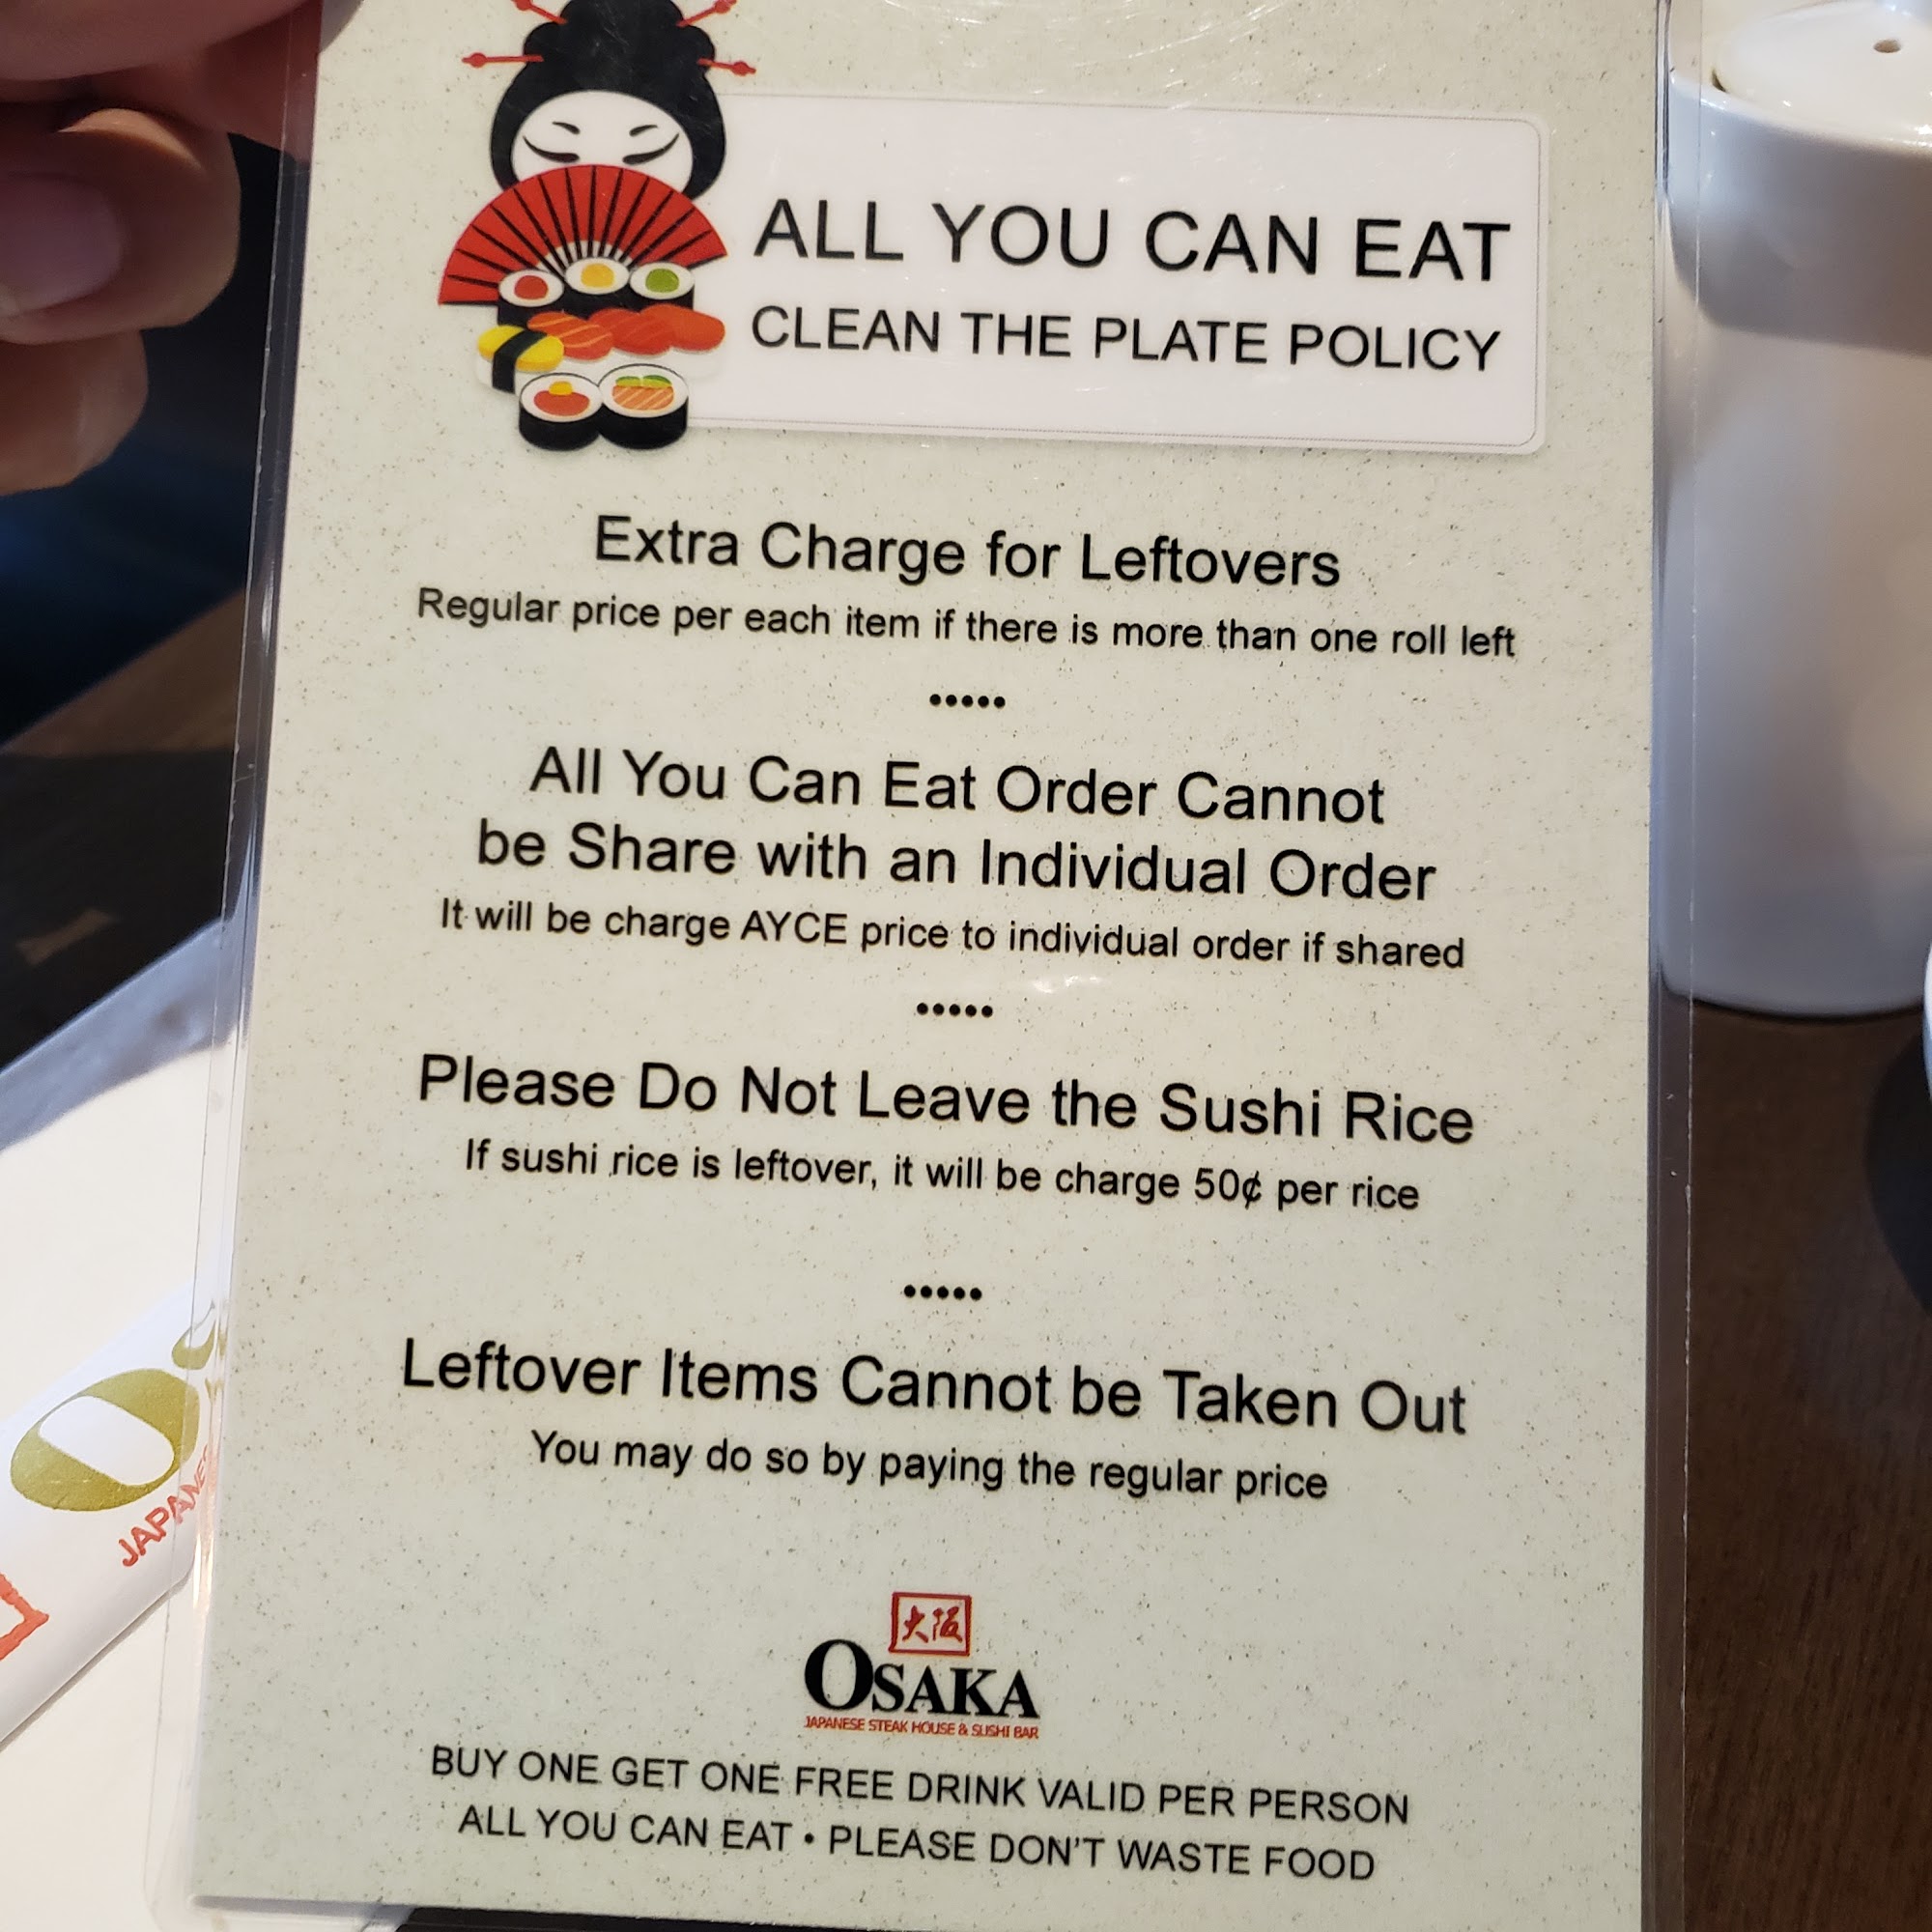 ALL YOU CAN EAT
CLEAN THE PLATE POLICY
Extra Charge for Leftovers
Regular price per each item if there is more than one roll left
•••••
All You Can Eat Order Cannot
be Share with an Individual Order
It will be charge AYCE price to individual order if shared
•••••
Please Do Not Leave the Sushi Rice
If sushi rice is leftover, it will be charge 50¢ per rice
•••••
Leftover Items Cannot be Taken Out
You may do so by paying the regular price
大阪
OSAKA
JAPANESE STEAK HOUSE & SUSHI BAR
BUY ONE GET ONE FREE DRINK VALID PER PERSON
ALL YOU CAN EAT • PLEASE DON'T WASTE FOOD